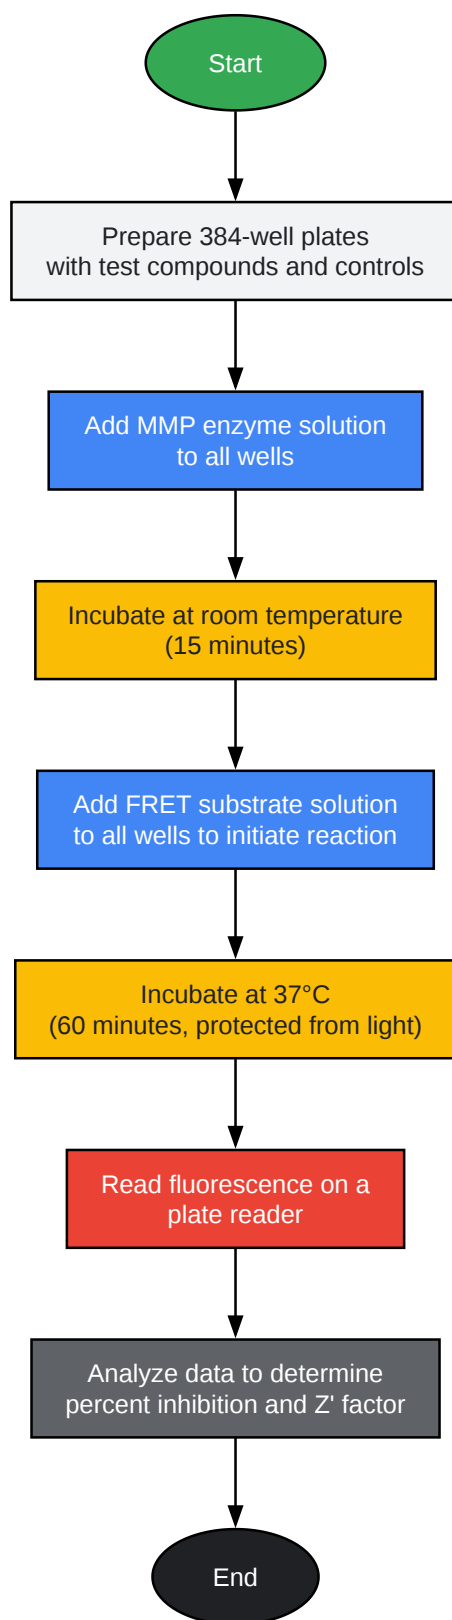 Start
Prepare 384-well plates
with test compounds and controls
Add MMP enzyme solution
to all wells
Incubate at room temperature
(15 minutes)
Add FRET substrate solution
to all wells to initiate reaction
Incubate at 37°C
(60 minutes, protected from light)
Read fluorescence on a
plate reader
Analyze data to determine
percent inhibition and Z' factor
End